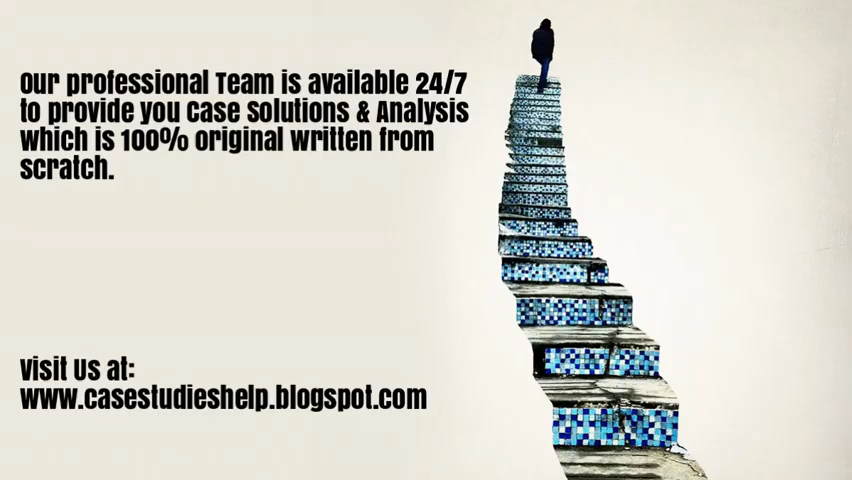 Our professional Team is available 24/7
to provide you Case Solutions & Analysis
which is 100% original written from
scratch.
Visit Us at:
www.casestudieshelp.blogspot.com